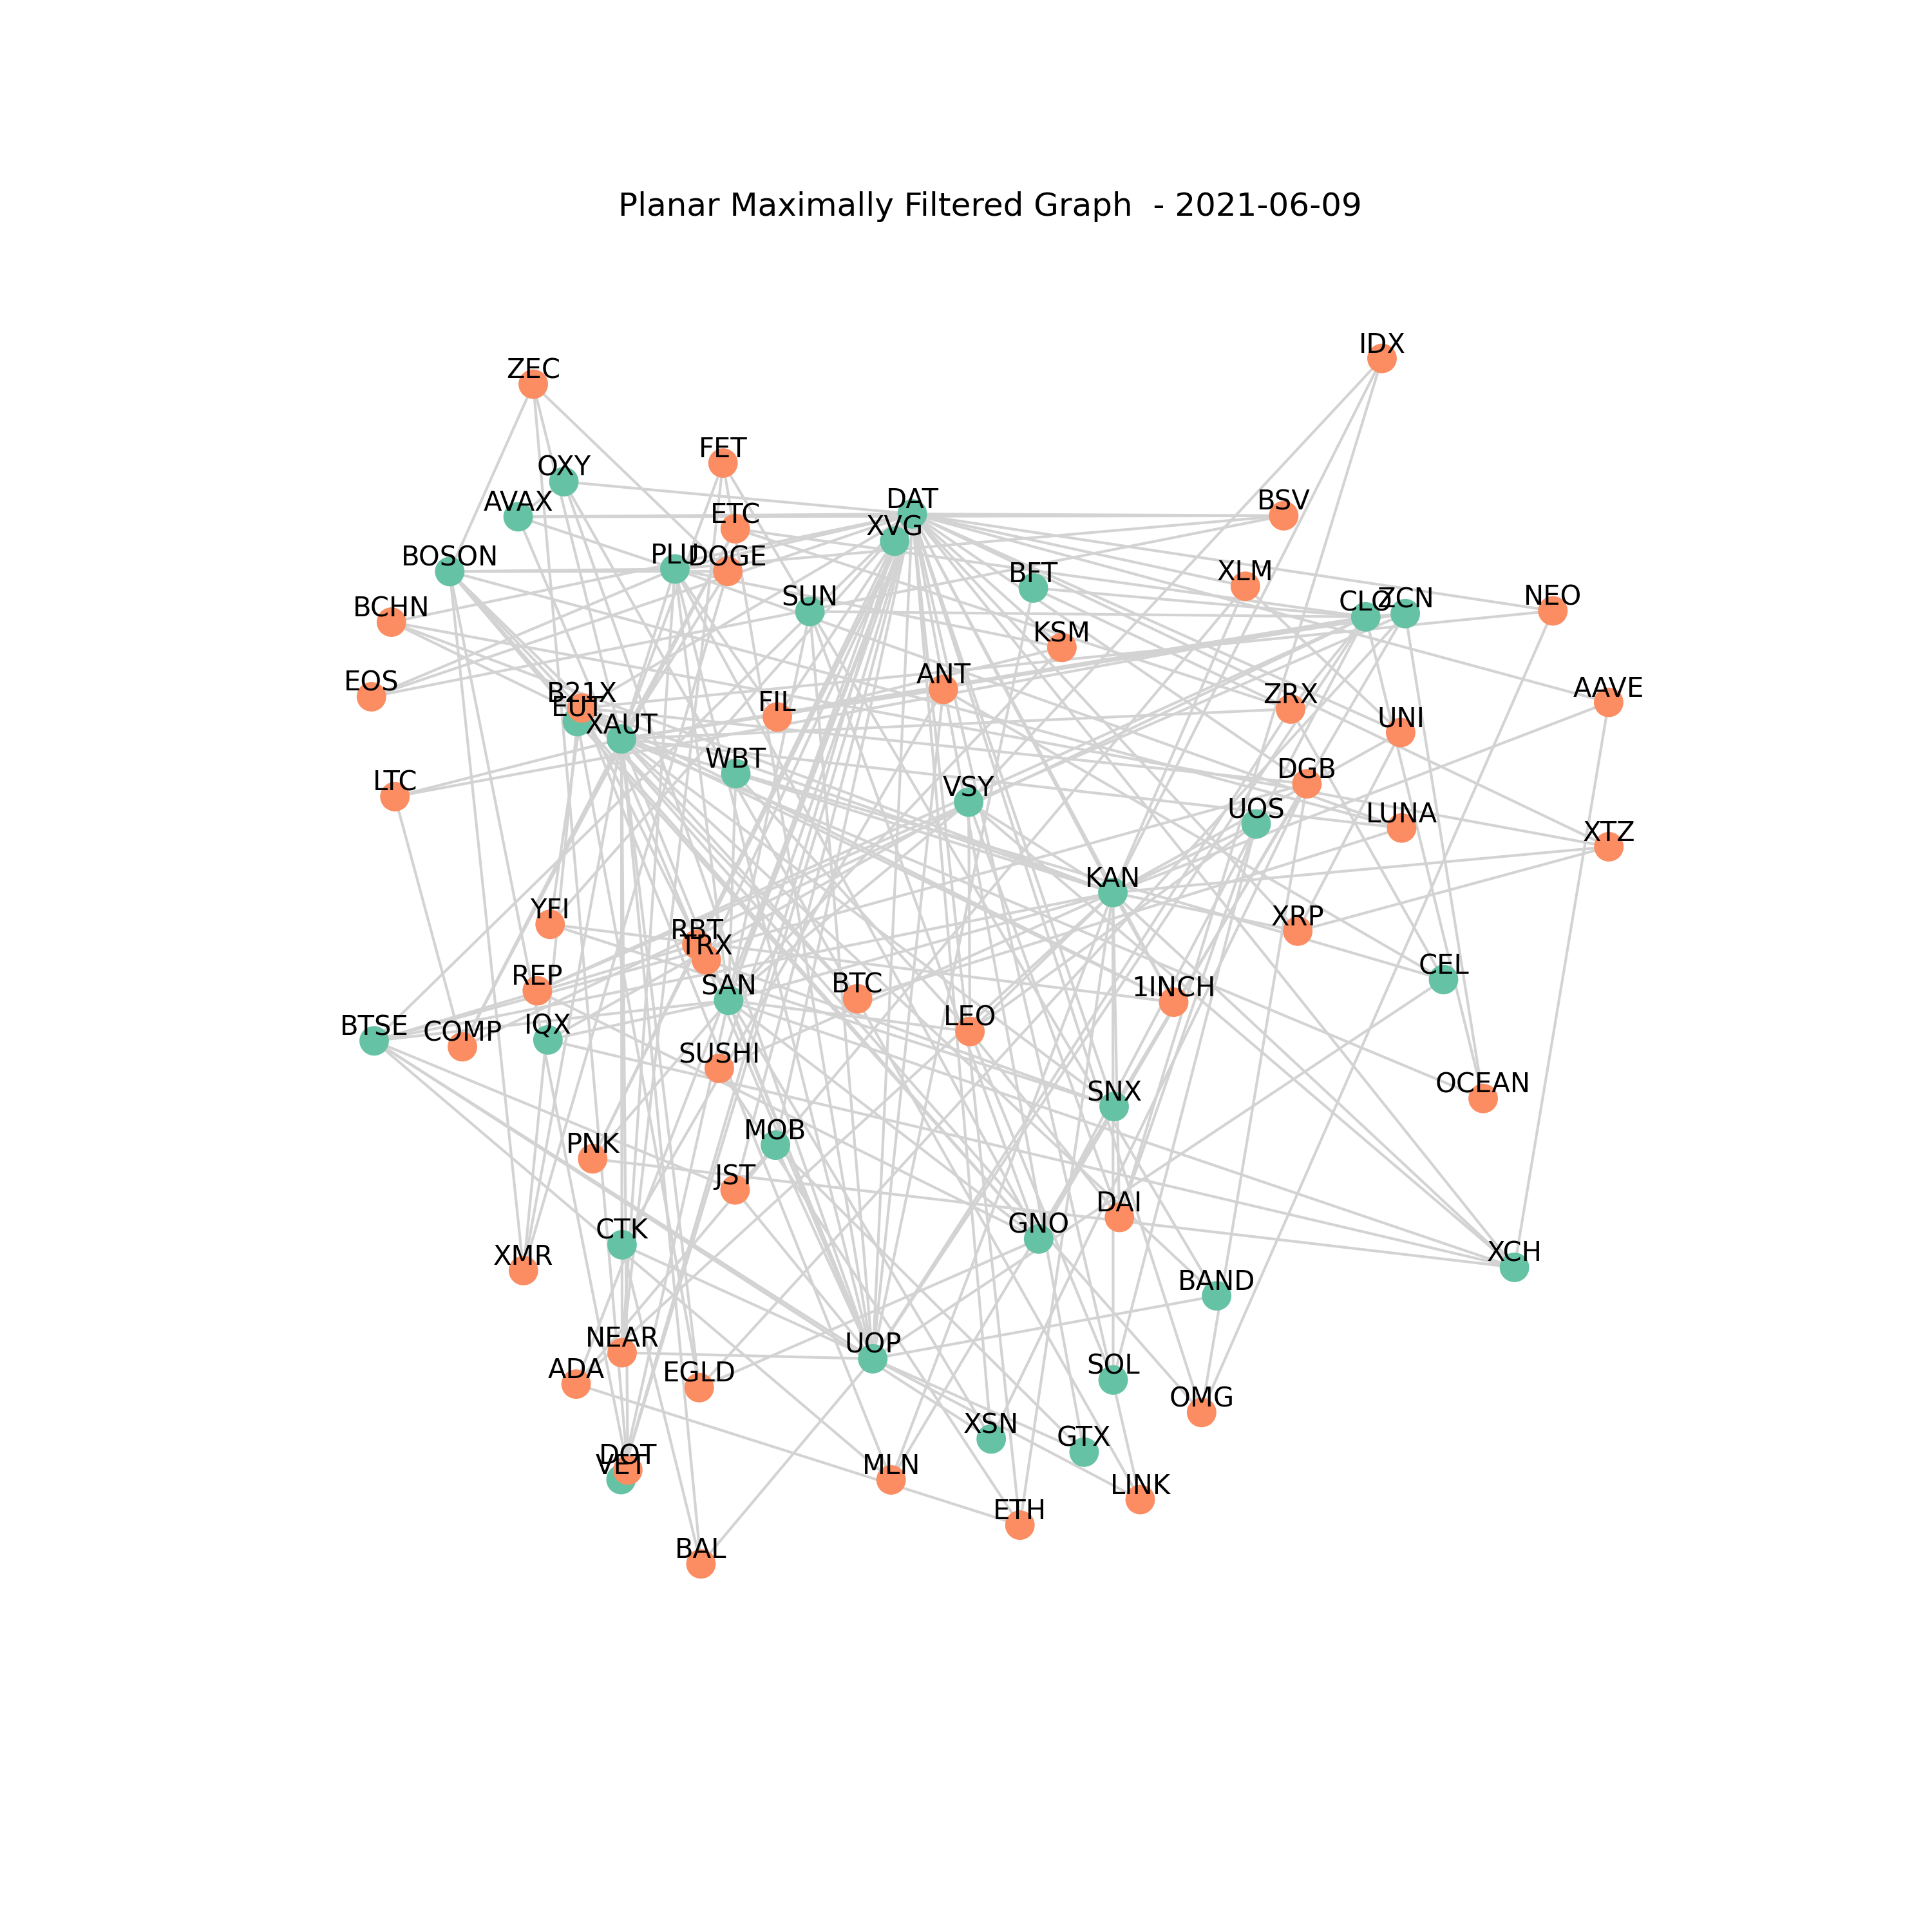 Planar Maximally Filtered Graph  - 2021-06-09
IDX
ZEC
FET
OXY
AVAX
DAT
BSV
ETC
XVG
BOSON
PLU
DOGE
BFT
XLM
SUN
CLO
ZCN
NEO
BCHN
KSM
EOS
B21X
EUT
XAUT
FIL
ANT
ZRX
UNI
AAVE
WBT
LTC
VSY
DGB
UOS
LUNA
XTZ
KAN
YFI
RBT
TRX
XRP
REP
SAN
BTC
1INCH
CEL
BTSE
COMP
IQX
LEO
SUSHI
SNX
OCEAN
PNK
MOB
JST
DAI
CTK
GNO
XMR
XCH
BAND
NEAR
UOP
ADA
EGLD
SOL
OMG
XSN
GTX
DOT
VET
MLN
LINK
ETH
BAL